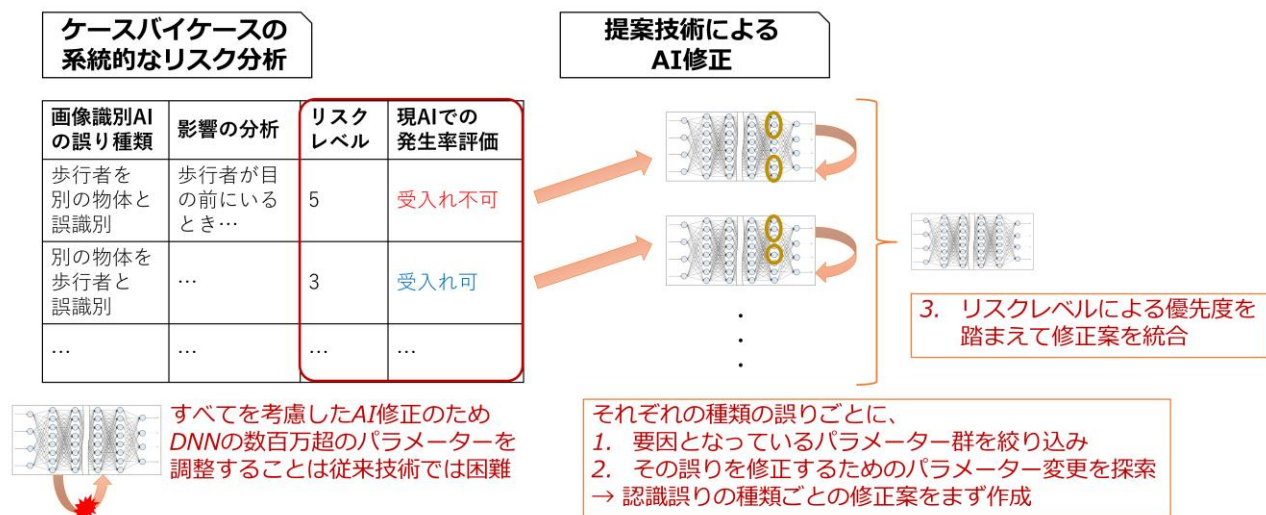 ケースバイケースの
系統的なリスク分析
提案技術による
AI修正
画像識別AI
の誤り種類
影響の分析
リスク
レベル
現AIでの
発生率評価
歩行者を
別の物体と
誤識別
歩行者が目
の前にいる
とき…
5
受入れ不可
別の物体を
歩行者と
誤識別
…
3
受入れ可
…
…
…
…
3. リスクレベルによる優先度を
踏まえて修正案を統合
すべてを考慮したAI修正のため
DNNの数百万超のパラメーターを
調整することは従来技術では困難
それぞれの種類の誤りごとに、
1. 要因となっているパラメーター群を絞り込み
2. その誤りを修正するためのパラメーター変更を探索
→ 認識誤りの種類ごとの修正案をまず作成